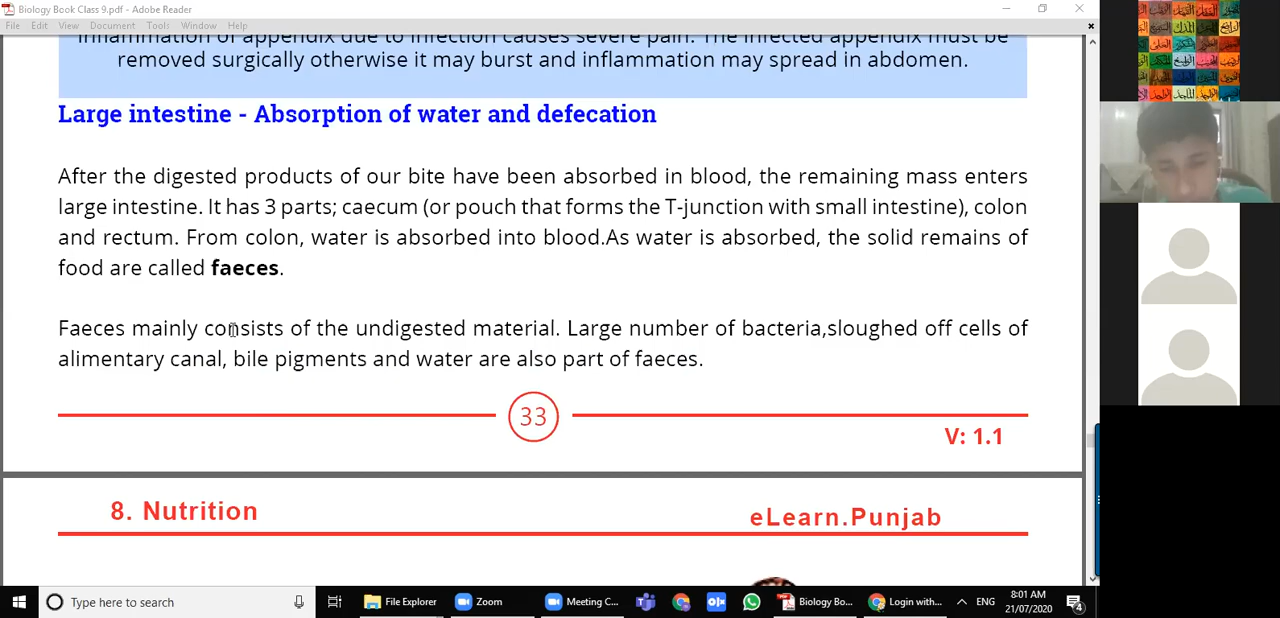 Biology Book Class 9.pdf - Adobe Reader
File Edit View Document Tools Window Help
Inflammation of appendix due to infection causes severe pain. The infected appendix must be
removed surgically otherwise it may burst and inflammation may spread in abdomen.
Large intestine - Absorption of water and defecation
After the digested products of our bite have been absorbed in blood, the remaining mass enters
large intestine. It has 3 parts; caecum (or pouch that forms the T-junction with small intestine), colon
and rectum. From colon, water is absorbed into blood.As water is absorbed, the solid remains of
food are called faeces.
Faeces mainly consists of the undigested material. Large number of bacteria,sloughed off cells of
alimentary canal, bile pigments and water are also part of faeces.
33
V: 1.1
8. Nutrition
eLearn.Punjab
Type here to search
File Explorer
Zoom
Meeting C...
Biology Bo...
Login with...
ENG
8:01 AM
21/07/2020
4